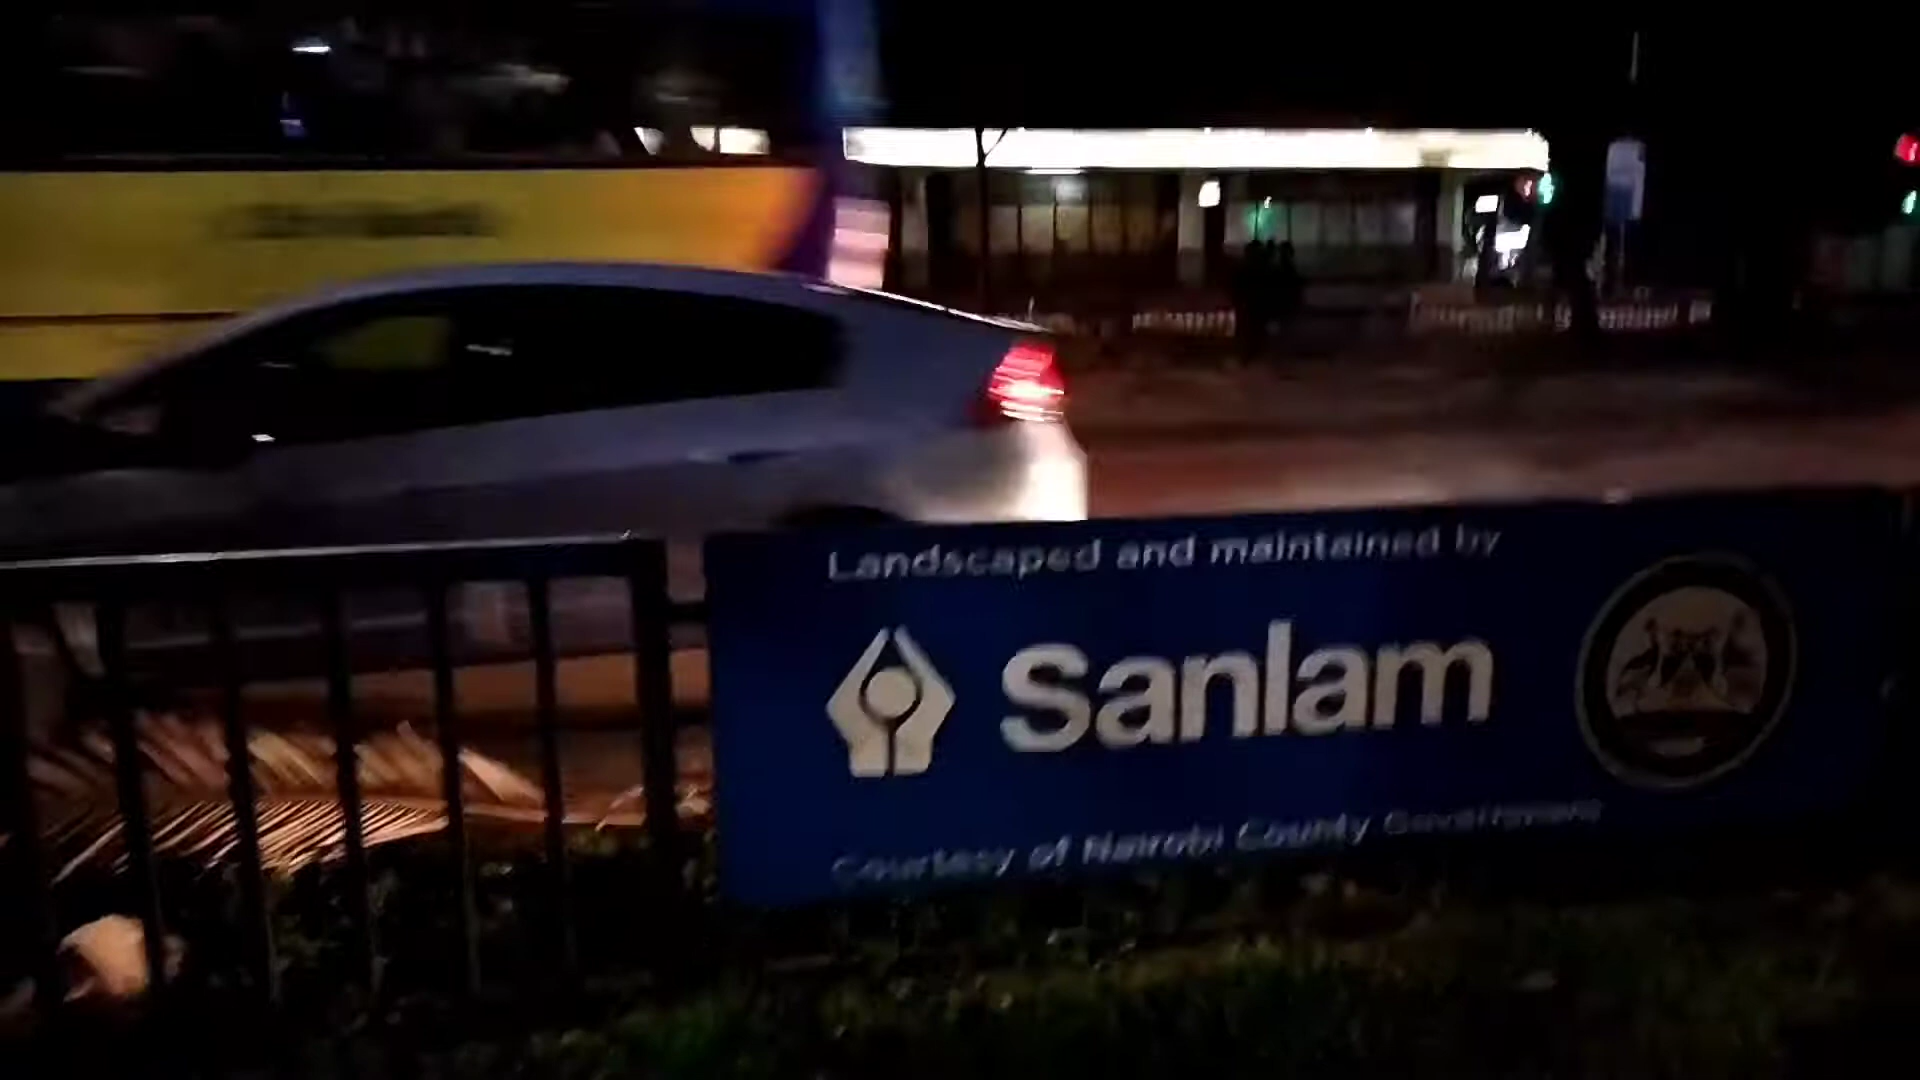 Landscaped and maintained by
Sanlam
Courtesy of Nairobi County Government